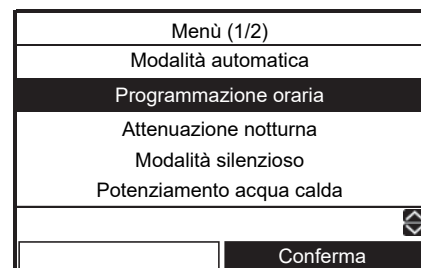 Menù (1/2)
Modalità automatica
Programmazione oraria
Attenuazione notturna
Modalità silenzioso
Potenziamento acqua calda
Conferma